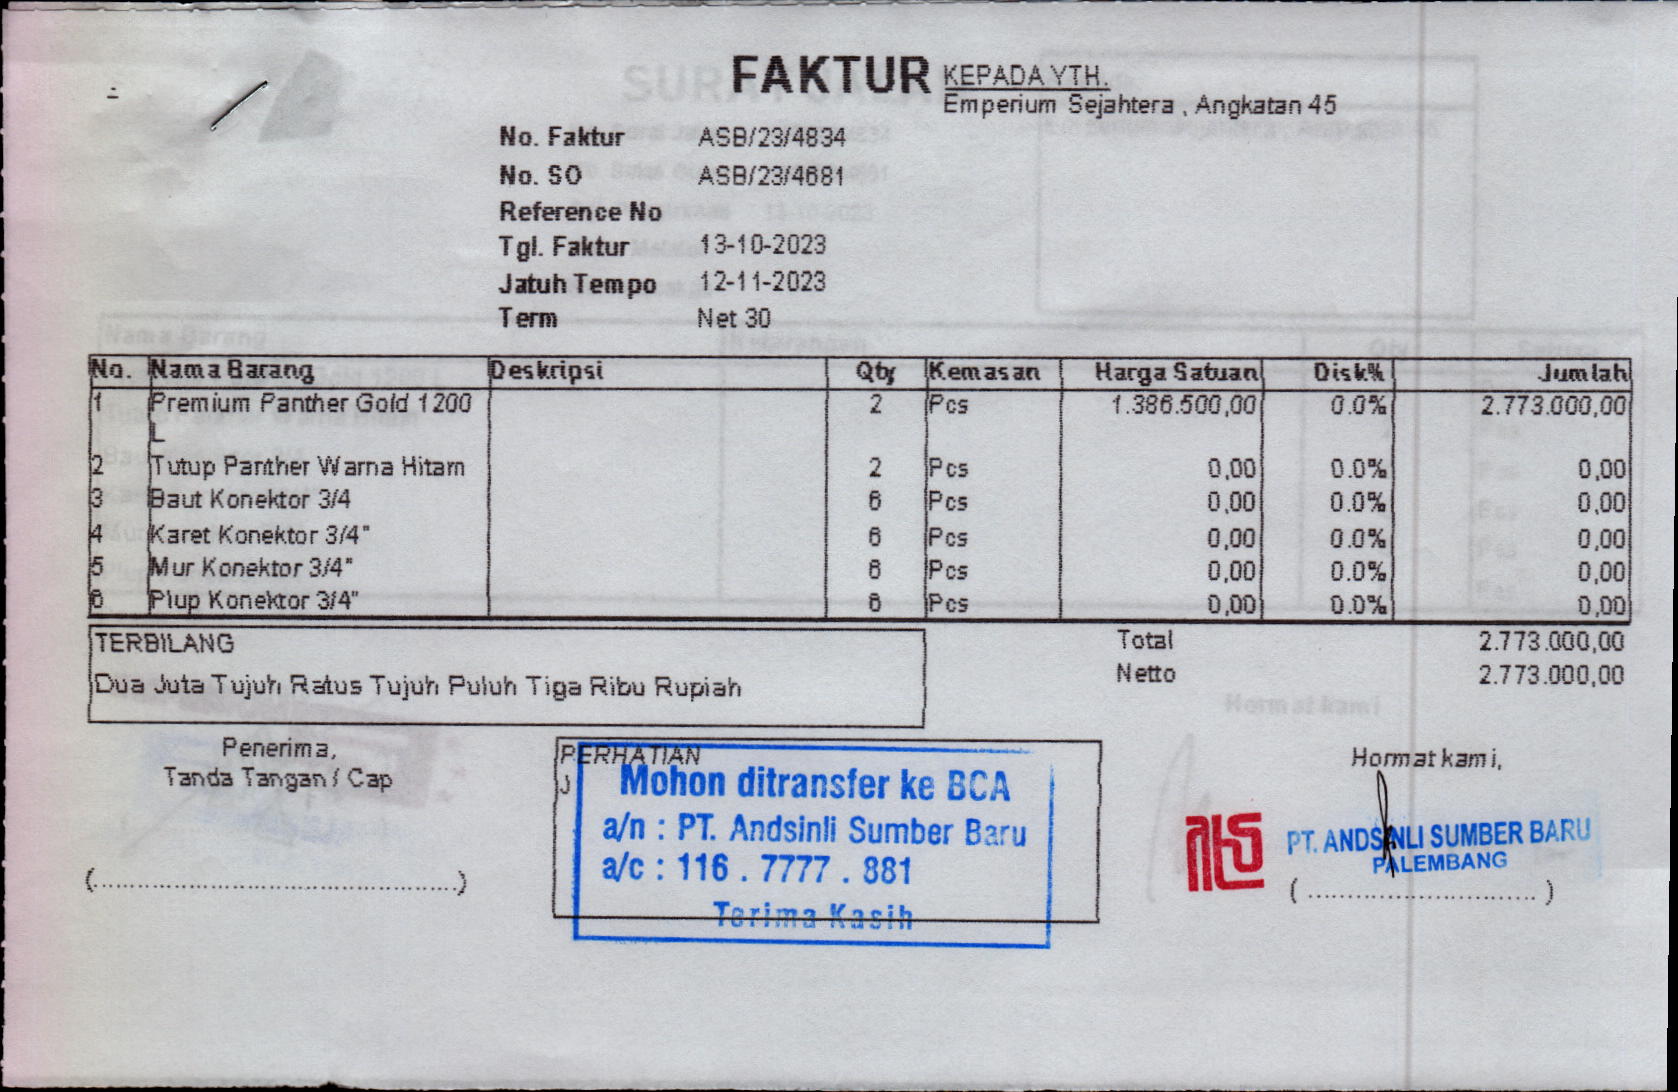 FAKTUR
KEPADA YTH.
Emperium Sejahtera , Angkatan 45
No. Faktur ASB/23/4834
No. SO ASB/23/4681
Reference No
Tgl. Faktur 13-10-2023
Jatuh Tempo 12-11-2023
Term Net 30
No. Nama Barang Deskripsi Qty Kemasan Harga Satuan Disk% Jumlah
1 Premium Panther Gold 1200 2 Pcs 1.386.500,00 0.0% 2.773.000,00
L
2 Tutup Panther Warna Hitam 2 Pcs 0,00 0.0% 0,00
3 Baut Konektor 3/4 6 Pcs 0,00 0.0% 0,00
4 Karet Konektor 3/4" 6 Pcs 0,00 0.0% 0,00
5 Mur Konektor 3/4" 6 Pcs 0,00 0.0% 0,00
6 Plup Konektor 3/4" 6 Pcs 0,00 0.0% 0,00
TERBILANG
Dua Juta Tujuh Ratus Tujuh Puluh Tiga Ribu Rupiah
Total 2.773.000,00
Netto 2.773.000,00
Penerima,
Tanda Tangan / Cap
(..............................................)
PERHATIAN
J
Mohon ditransfer ke BCA
a/n : PT. Andsinli Sumber Baru
a/c : 116 . 7777 . 881
Terima Kasih
Hormat kami,
PT. ANDSINLI SUMBER BARU
PALEMBANG
( ............................. )